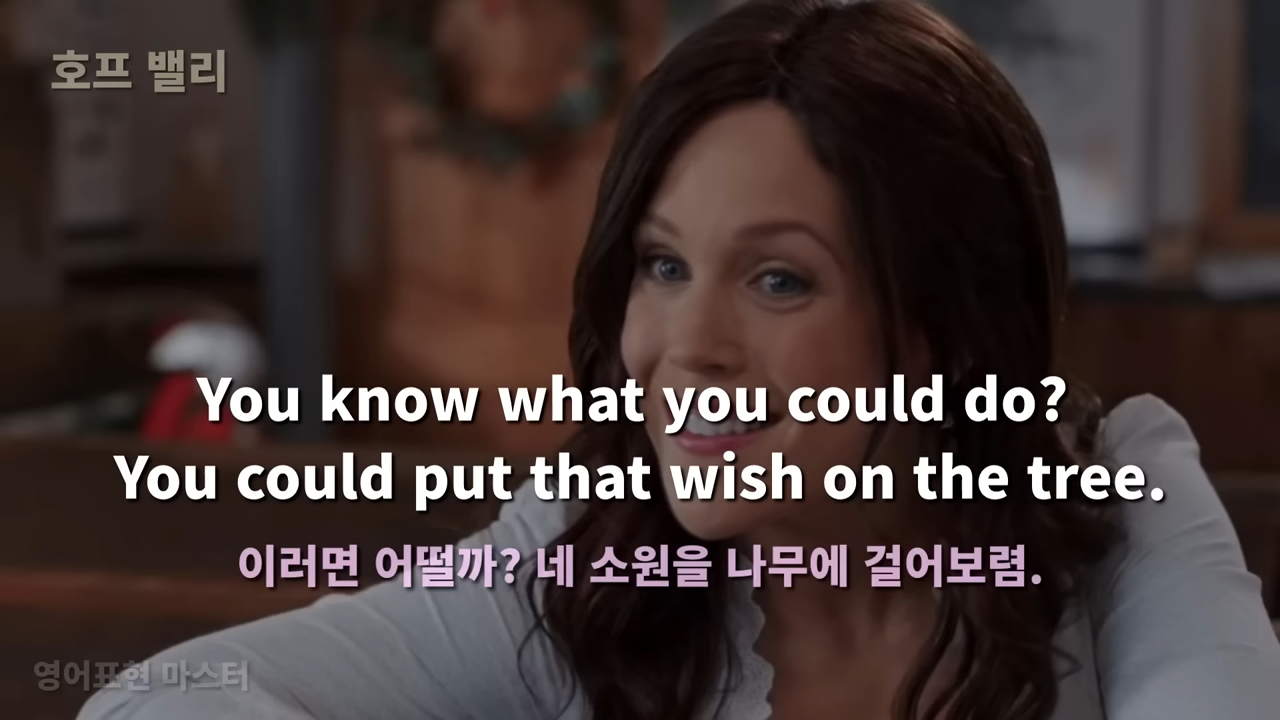 호프 밸리
You know what you could do?
You could put that wish on the tree.
이러면 어떨까? 네 소원을 나무에 걸어보렴.
영어표현 마스터